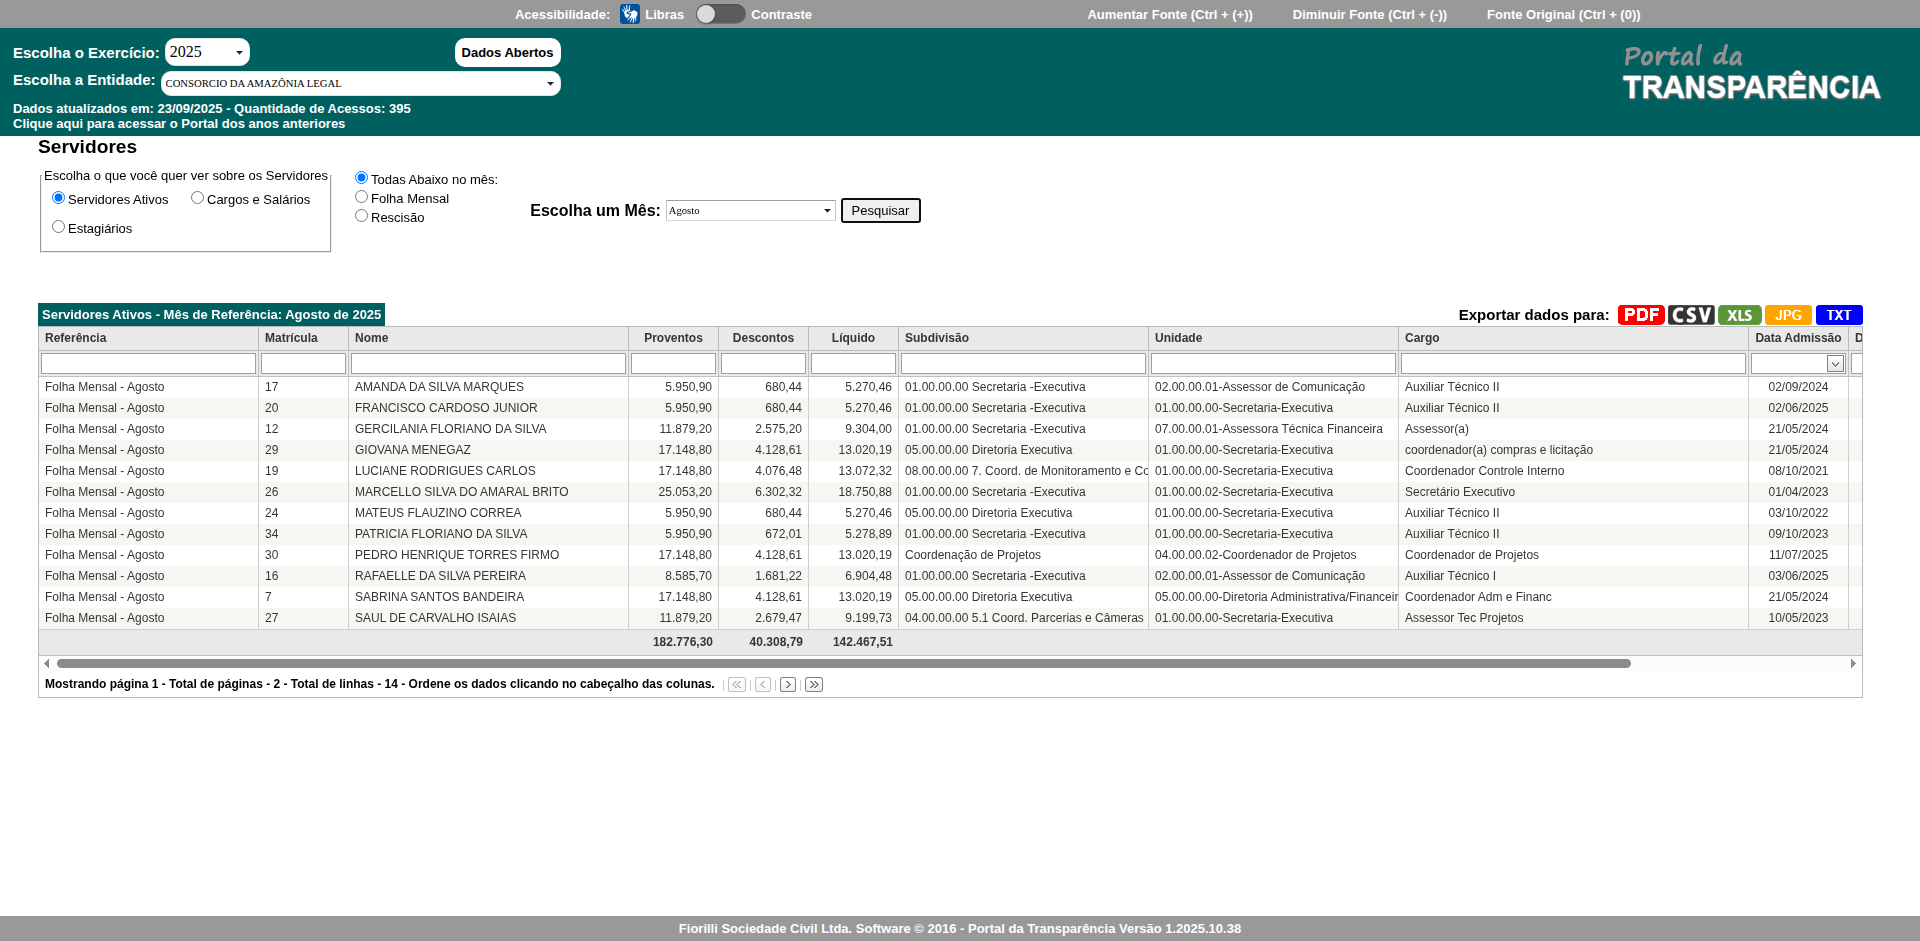 Acessibilidade: Libras Contraste Aumentar Fonte (Ctrl + (+)) Diminuir Fonte (Ctrl + (-)) Fonte Original (Ctrl + (0))
Escolha o Exercício: 2025 Dados Abertos
Escolha a Entidade: CONSORCIO DA AMAZÔNIA LEGAL
Dados atualizados em: 23/09/2025 - Quantidade de Acessos: 395
Clique aqui para acessar o Portal dos anos anteriores
Portal da
TRANSPARÊNCIA
Servidores
Escolha o que você quer ver sobre os Servidores
Servidores Ativos Cargos e Salários
Estagiários
Todas Abaixo no mês:
Folha Mensal
Rescisão
Escolha um Mês: Agosto Pesquisar
Servidores Ativos - Mês de Referência: Agosto de 2025 Exportar dados para: PDF CSV XLS JPG TXT
Referência Matrícula Nome Proventos Descontos Líquido Subdivisão Unidade Cargo Data Admissão D
Folha Mensal - Agosto 17 AMANDA DA SILVA MARQUES 5.950,90 680,44 5.270,46 01.00.00.00 Secretaria -Executiva 02.00.00.01-Assessor de Comunicação Auxiliar Técnico II 02/09/2024
Folha Mensal - Agosto 20 FRANCISCO CARDOSO JUNIOR 5.950,90 680,44 5.270,46 01.00.00.00 Secretaria -Executiva 01.00.00.00-Secretaria-Executiva Auxiliar Técnico II 02/06/2025
Folha Mensal - Agosto 12 GERCILANIA FLORIANO DA SILVA 11.879,20 2.575,20 9.304,00 01.00.00.00 Secretaria -Executiva 07.00.00.01-Assessora Técnica Financeira Assessor(a) 21/05/2024
Folha Mensal - Agosto 29 GIOVANA MENEGAZ 17.148,80 4.128,61 13.020,19 05.00.00.00 Diretoria Executiva 01.00.00.00-Secretaria-Executiva coordenador(a) compras e licitação 21/05/2024
Folha Mensal - Agosto 19 LUCIANE RODRIGUES CARLOS 17.148,80 4.076,48 13.072,32 08.00.00.00 7. Coord. de Monitoramento e Co 01.00.00.00-Secretaria-Executiva Coordenador Controle Interno 08/10/2021
Folha Mensal - Agosto 26 MARCELLO SILVA DO AMARAL BRITO 25.053,20 6.302,32 18.750,88 01.00.00.00 Secretaria -Executiva 01.00.00.02-Secretaria-Executiva Secretário Executivo 01/04/2023
Folha Mensal - Agosto 24 MATEUS FLAUZINO CORREA 5.950,90 680,44 5.270,46 05.00.00.00 Diretoria Executiva 01.00.00.00-Secretaria-Executiva Auxiliar Técnico II 03/10/2022
Folha Mensal - Agosto 34 PATRICIA FLORIANO DA SILVA 5.950,90 672,01 5.278,89 01.00.00.00 Secretaria -Executiva 01.00.00.00-Secretaria-Executiva Auxiliar Técnico II 09/10/2023
Folha Mensal - Agosto 30 PEDRO HENRIQUE TORRES FIRMO 17.148,80 4.128,61 13.020,19 Coordenação de Projetos 04.00.00.02-Coordenador de Projetos Coordenador de Projetos 11/07/2025
Folha Mensal - Agosto 16 RAFAELLE DA SILVA PEREIRA 8.585,70 1.681,22 6.904,48 01.00.00.00 Secretaria -Executiva 02.00.00.01-Assessor de Comunicação Auxiliar Técnico I 03/06/2025
Folha Mensal - Agosto 7 SABRINA SANTOS BANDEIRA 17.148,80 4.128,61 13.020,19 05.00.00.00 Diretoria Executiva 05.00.00.00-Diretoria Administrativa/Financeir Coordenador Adm e Financ 21/05/2024
Folha Mensal - Agosto 27 SAUL DE CARVALHO ISAIAS 11.879,20 2.679,47 9.199,73 04.00.00.00 5.1 Coord. Parcerias e Câmeras 01.00.00.00-Secretaria-Executiva Assessor Tec Projetos 10/05/2023
182.776,30 40.308,79 142.467,51
Mostrando página 1 - Total de páginas - 2 - Total de linhas - 14 - Ordene os dados clicando no cabeçalho das colunas.
Fiorilli Sociedade Civil Ltda. Software © 2016 - Portal da Transparência Versão 1.2025.10.38